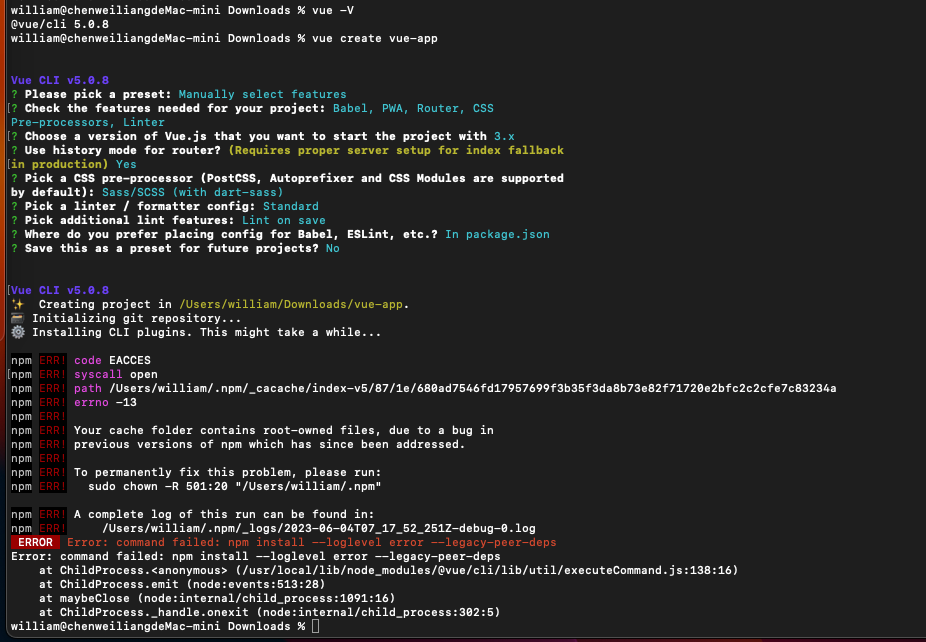 william@chenweiliangdeMac-mini Downloads % vue -V
@vue/cli 5.0.8
william@chenweiliangdeMac-mini Downloads % vue create vue-app
Vue CLI v5.0.8
? Please pick a preset: Manually select features
[? Check the features needed for your project: Babel, PWA, Router, CSS
Pre-processors, Linter
[? Choose a version of Vue.js that you want to start the project with 3.x
? Use history mode for router? (Requires proper server setup for index fallback
[in production) Yes
? Pick a CSS pre-processor (PostCSS, Autoprefixer and CSS Modules are supported
by default): Sass/SCSS (with dart-sass)
? Pick a linter / formatter config: Standard
? Pick additional lint features: Lint on save
? Where do you prefer placing config for Babel, ESLint, etc.? In package.json
? Save this as a preset for future projects? No
[Vue CLI v5.0.8
✨  Creating project in /Users/william/Downloads/vue-app.
🗃 Initializing git repository...
⚙️ Installing CLI plugins. This might take a while...
npm ERR! code EACCES
[npm ERR! syscall open
npm ERR! path /Users/william/.npm/_cacache/index-v5/87/1e/680ad7546fd17957699f3b35f3da8b73e82f71720e2bfc2c2cfe7c83234a
npm ERR! errno -13
npm ERR!
npm ERR! Your cache folder contains root-owned files, due to a bug in
npm ERR! previous versions of npm which has since been addressed.
npm ERR!
npm ERR! To permanently fix this problem, please run:
npm ERR!   sudo chown -R 501:20 "/Users/william/.npm"
npm ERR! A complete log of this run can be found in:
npm ERR!     /Users/william/.npm/_logs/2023-06-04T07_17_52_251Z-debug-0.log
ERROR  Error: command failed: npm install --loglevel error --legacy-peer-deps
Error: command failed: npm install --loglevel error --legacy-peer-deps
    at ChildProcess.<anonymous> (/usr/local/lib/node_modules/@vue/cli/lib/util/executeCommand.js:138:16)
    at ChildProcess.emit (node:events:513:28)
    at maybeClose (node:internal/child_process:1091:16)
    at ChildProcess._handle.onexit (node:internal/child_process:302:5)
william@chenweiliangdeMac-mini Downloads %